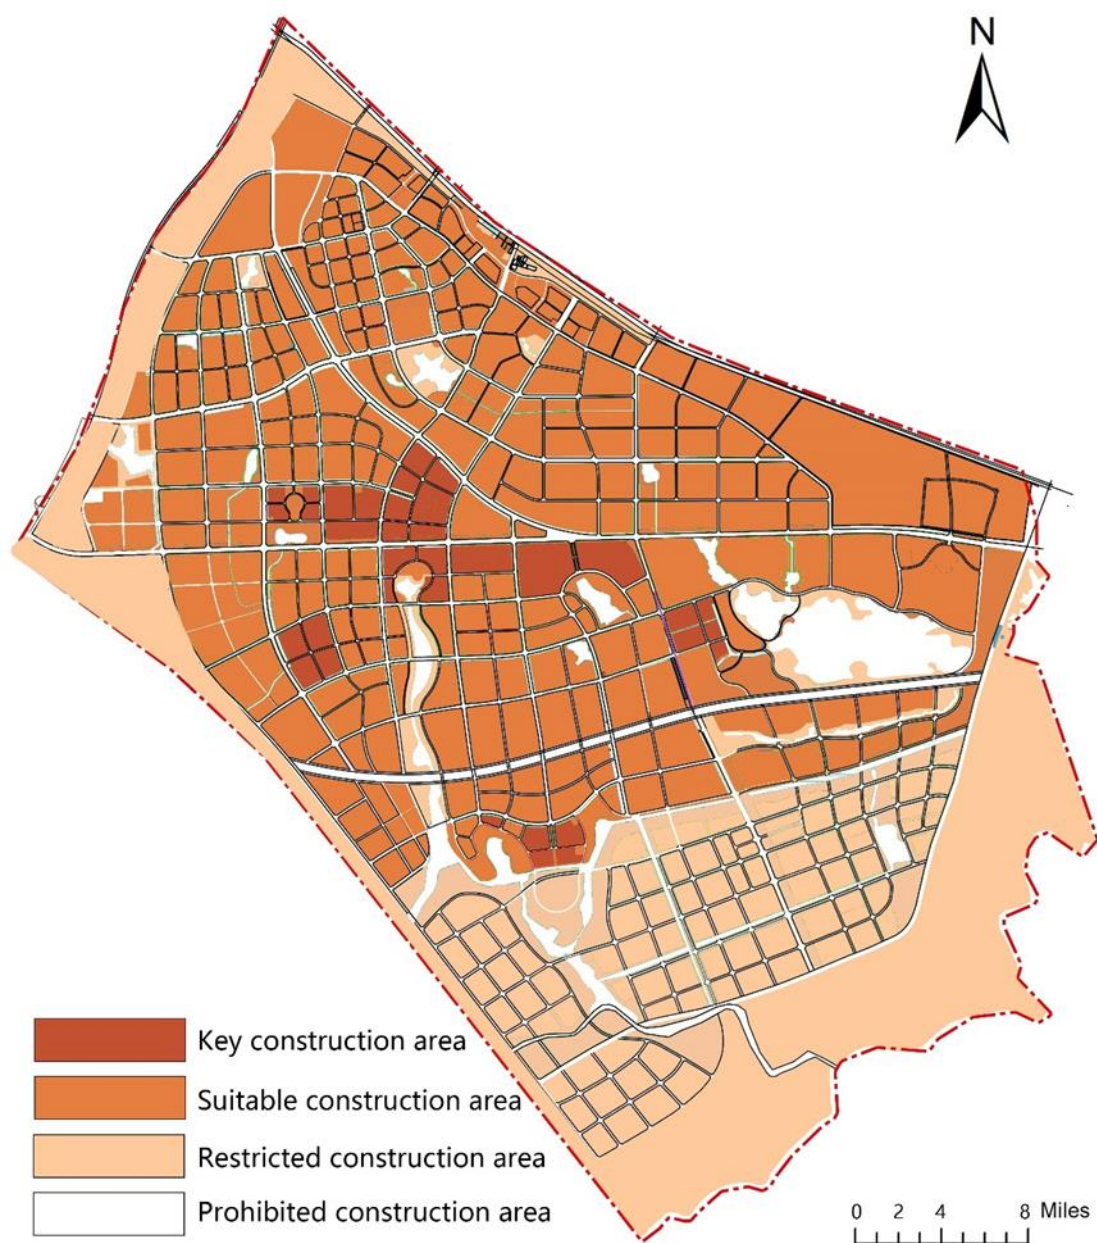 N
Key construction area
Suitable construction area
Restricted construction area
Prohibited construction area
0 2 4 8 Miles